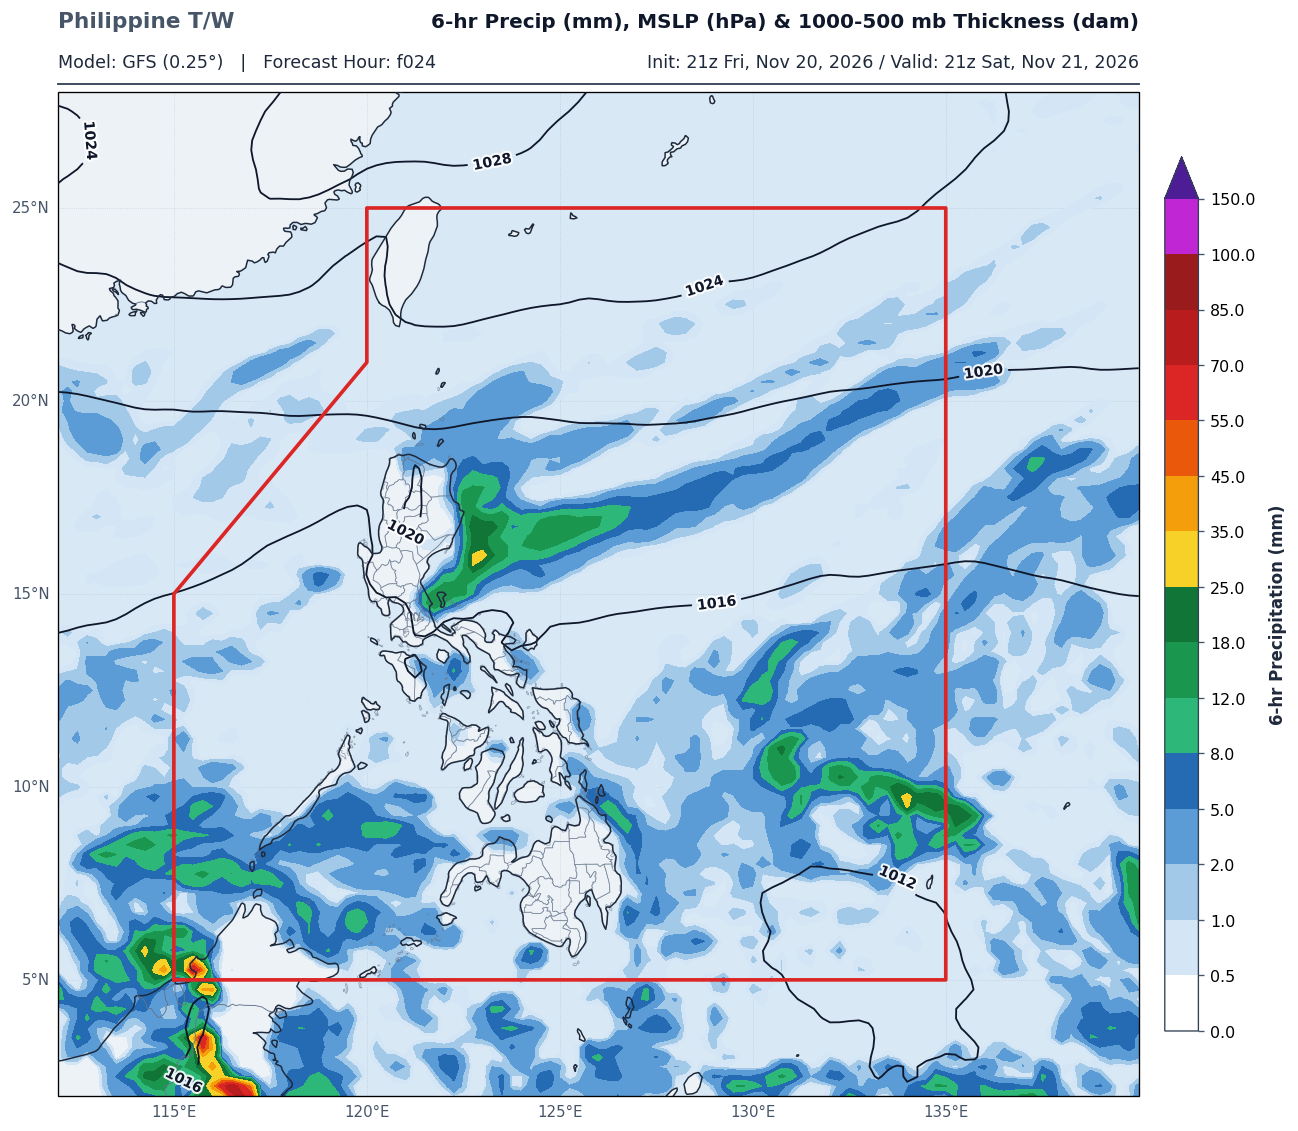 Philippine T/W
6-hr Precip (mm), MSLP (hPa) & 1000-500 mb Thickness (dam)
Model: GFS (0.25°) | Forecast Hour: f024
Init: 21z Fri, Nov 20, 2026 / Valid: 21z Sat, Nov 21, 2026
1024
1028
1024
1020
1020
1016
1012
1016
25°N
20°N
15°N
10°N
5°N
115°E
120°E
125°E
130°E
135°E
150.0
100.0
85.0
70.0
55.0
45.0
35.0
25.0
18.0
12.0
8.0
5.0
2.0
1.0
0.5
0.0
6-hr Precipitation (mm)